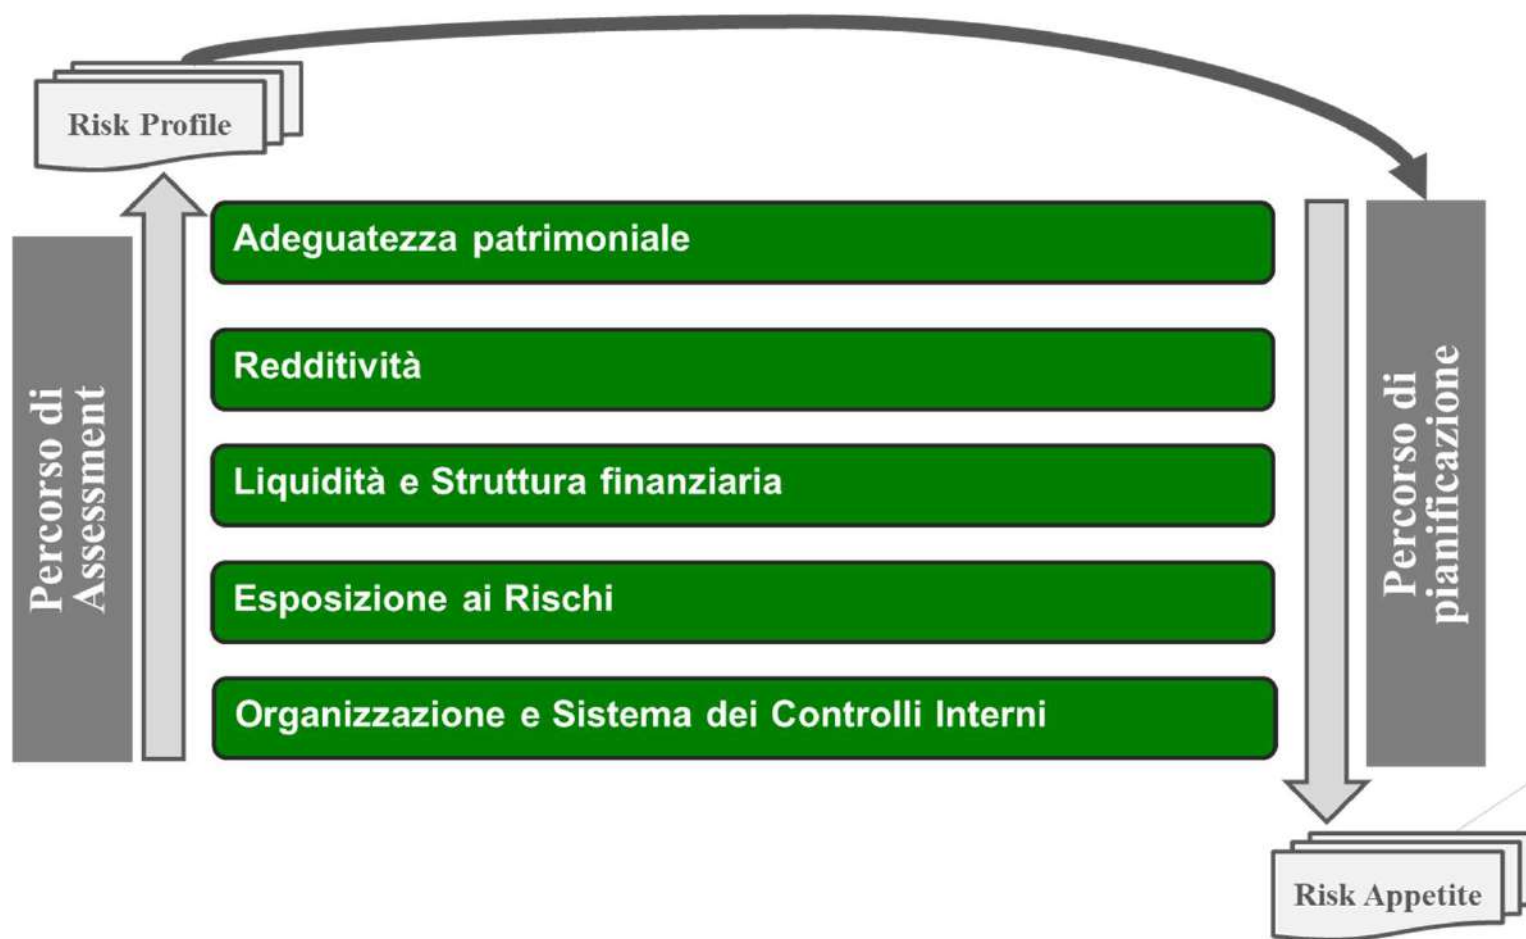 Risk Profile
Adeguatezza patrimoniale
Redditività
Liquidità e Struttura finanziaria
Esposizione ai Rischi
Organizzazione e Sistema dei Controlli Interni
Percorso di
Assessment
Percorso di
pianificazione
Risk Appetite